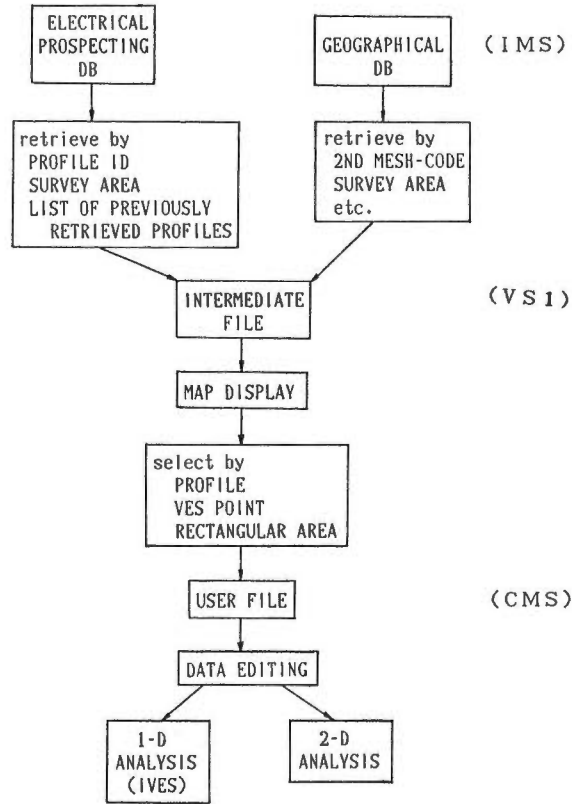 ELECTRICAL
PROSPECTING
DB
GEOGRAPHICAL
DB
(IMS)
retrieve by
PROFILE ID
SURVEY AREA
LIST OF PREVIOUSLY
RETRIEVED PROFILES
retrieve by
2ND MESH-CODE
SURVEY AREA
etc.
INTERMEDIATE
FILE
(VS1)
MAP DISPLAY
select by
PROFILE
VES POINT
RECTANGULAR AREA
USER FILE
(CMS)
DATA EDITING
1-D
ANALYSIS
(IVES)
2-D
ANALYSIS